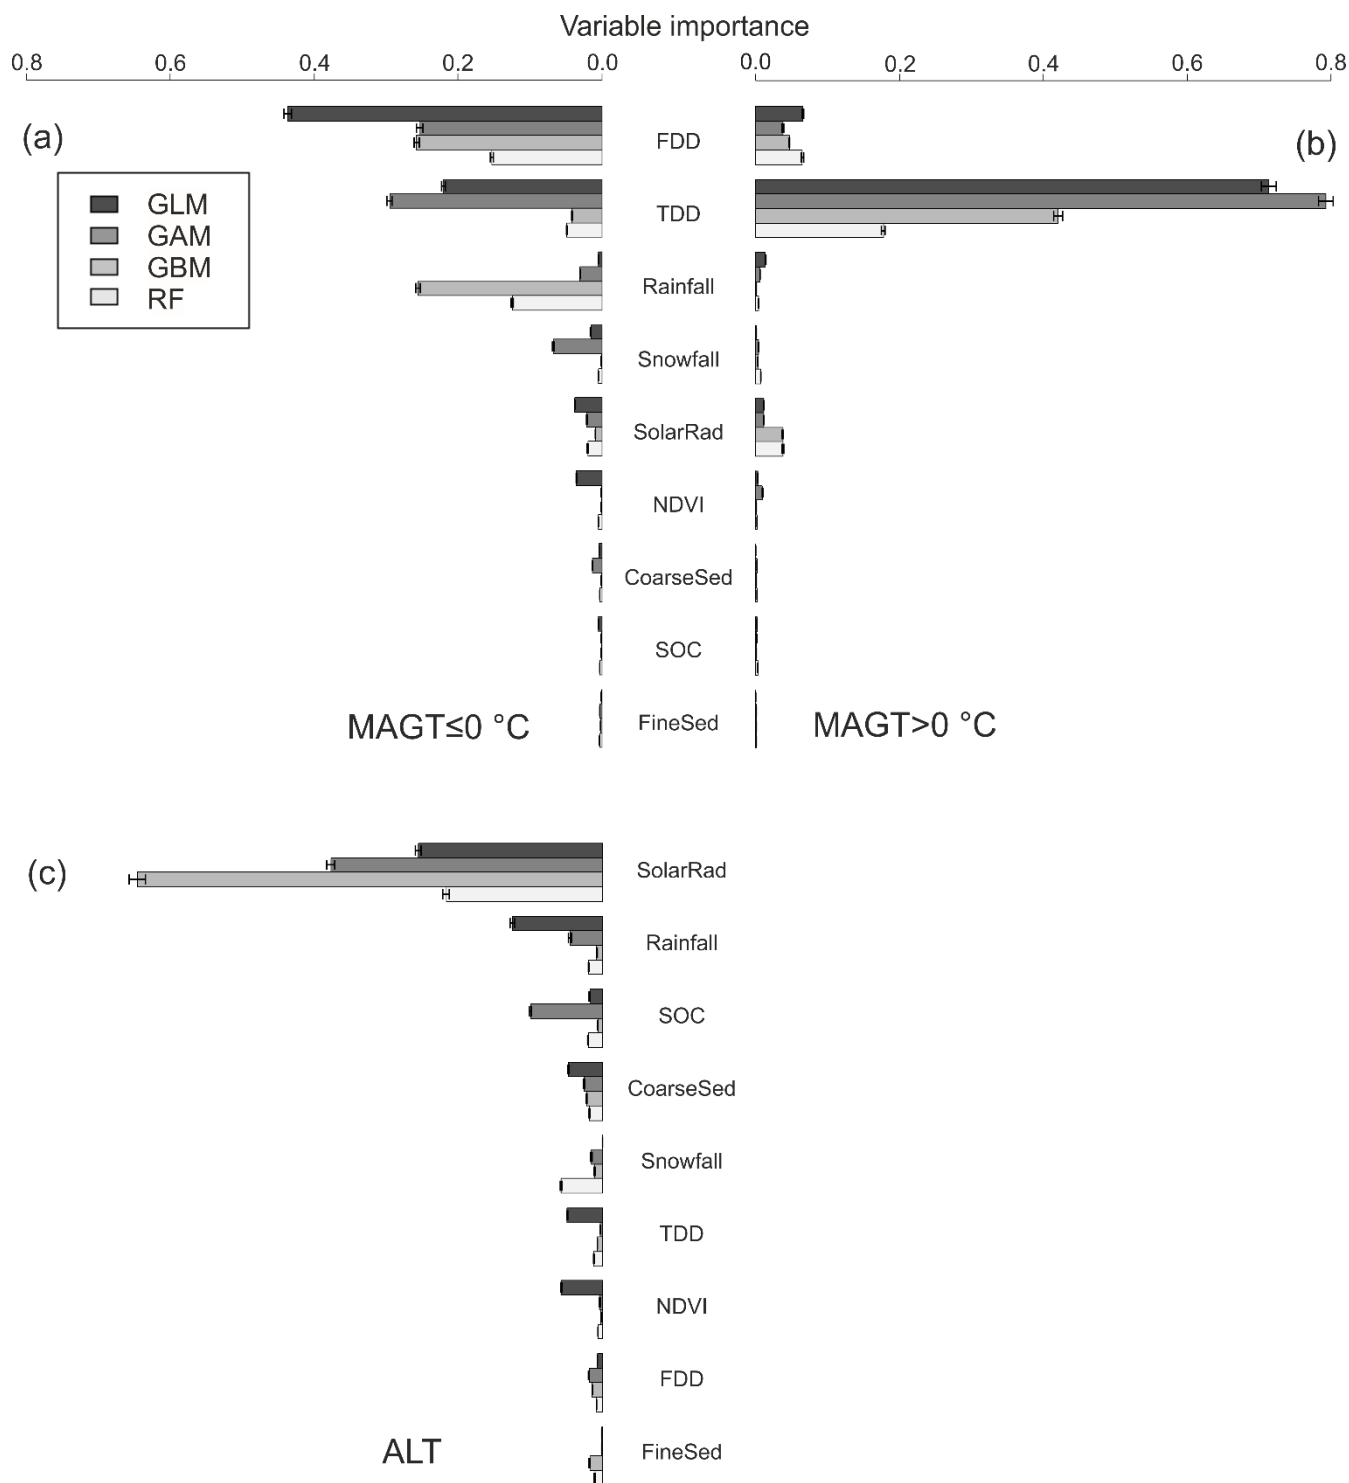 Variable importance
0.8 0.6 0.4 0.2 0.0 0.0 0.2 0.4 0.6 0.8
(a) FDD (b)
GLM
GAM
GBM
RF
TDD
Rainfall
Snowfall
SolarRad
NDVI
CoarseSed
SOC
MAGT≤0 °C FineSed MAGT>0 °C
(c) SolarRad
Rainfall
SOC
CoarseSed
Snowfall
TDD
NDVI
FDD
ALT FineSed